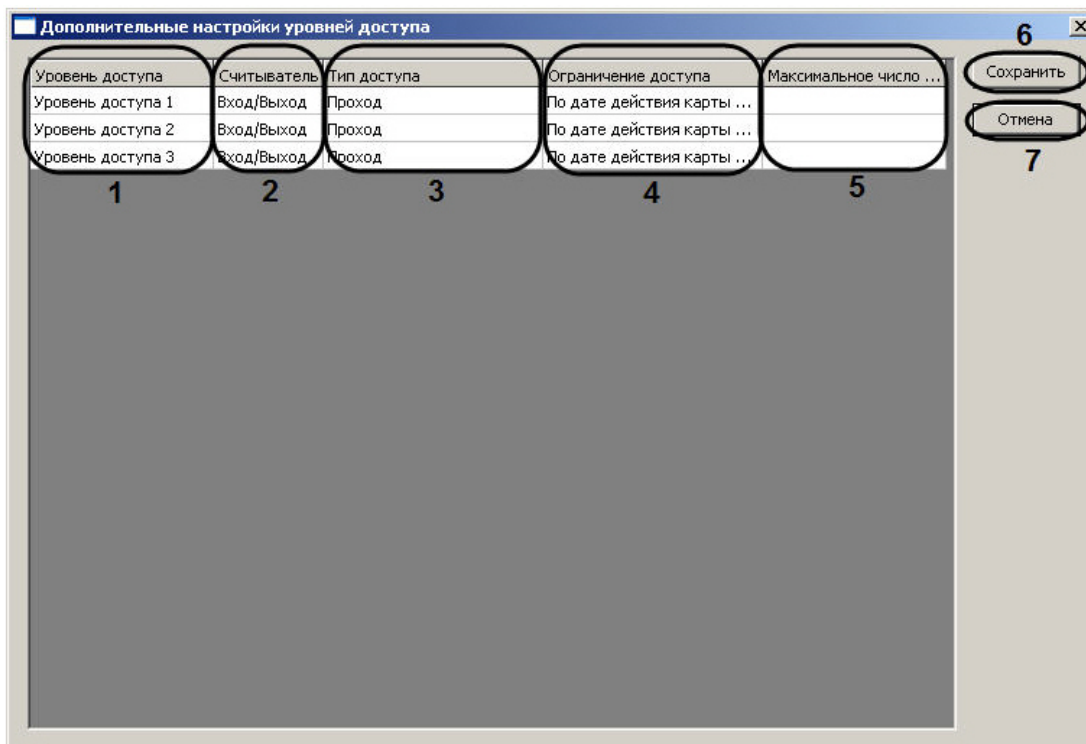 Дополнительные настройки уровней доступа
6
Уровень доступа Считыватель Тип доступа Ограничение доступа Максимальное число ... Сохранить
Уровень доступа 1 Вход/Выход Проход По дате действия карты ...
Отмена
Уровень доступа 2 Вход/Выход Проход По дате действия карты ...
Уровень доступа 3 Вход/Выход Проход По дате действия карты ...
7
1 2 3 4 5